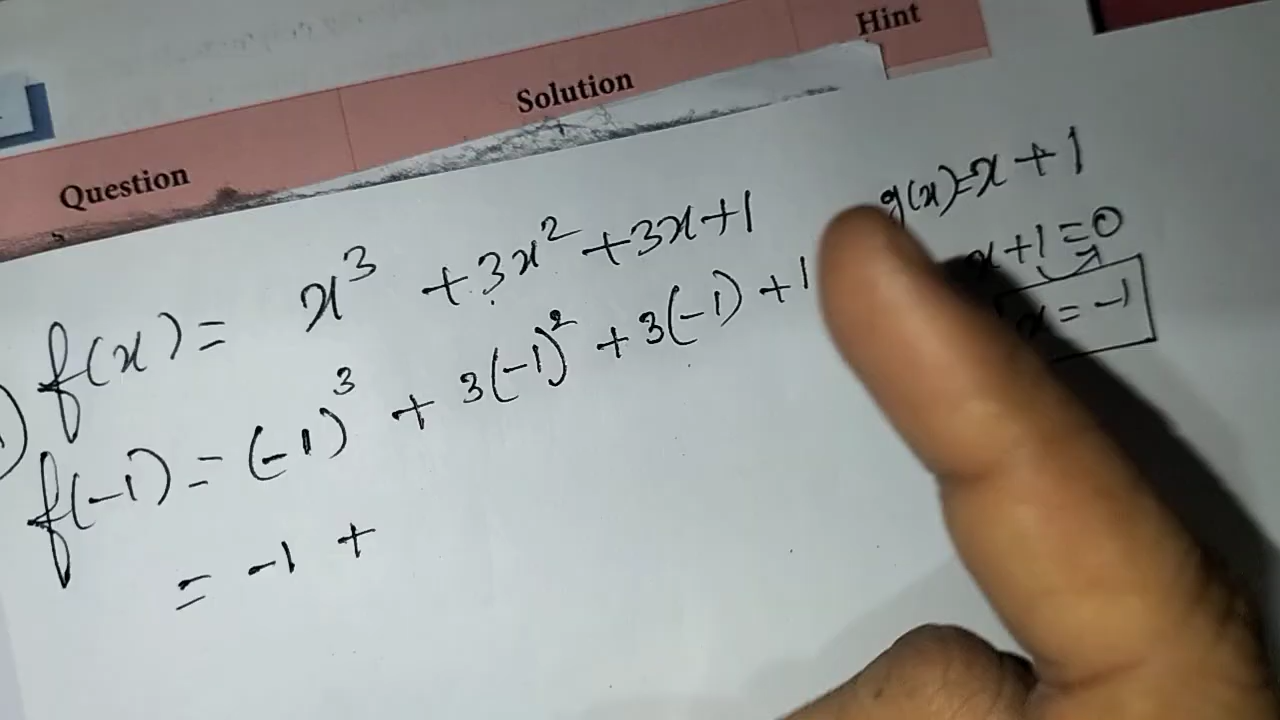 Question Solution Hint
f(x) = x³ + 3x² + 3x + 1
g(x) = x + 1
x + 1 = 0
x = -1
f(-1) = (-1)³ + 3(-1)² + 3(-1) + 1
= -1 +